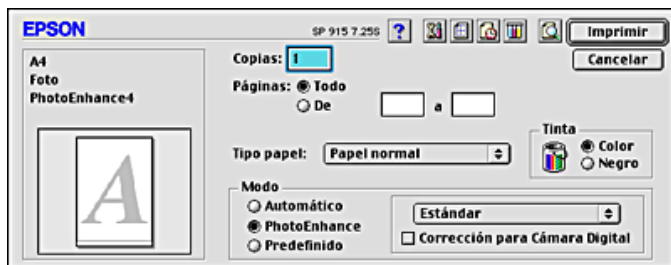 EPSON SP 915 7.25S ? Imprimir
A4
Foto
PhotoEnhance4
A
Copias: 1
Cancelar
Páginas: Todo
De a
Tipo papel: Papel normal
Tinta
Color
Negro
Modo
Automático
PhotoEnhance
Predefinido
Estándar
Corrección para Cámara Digital